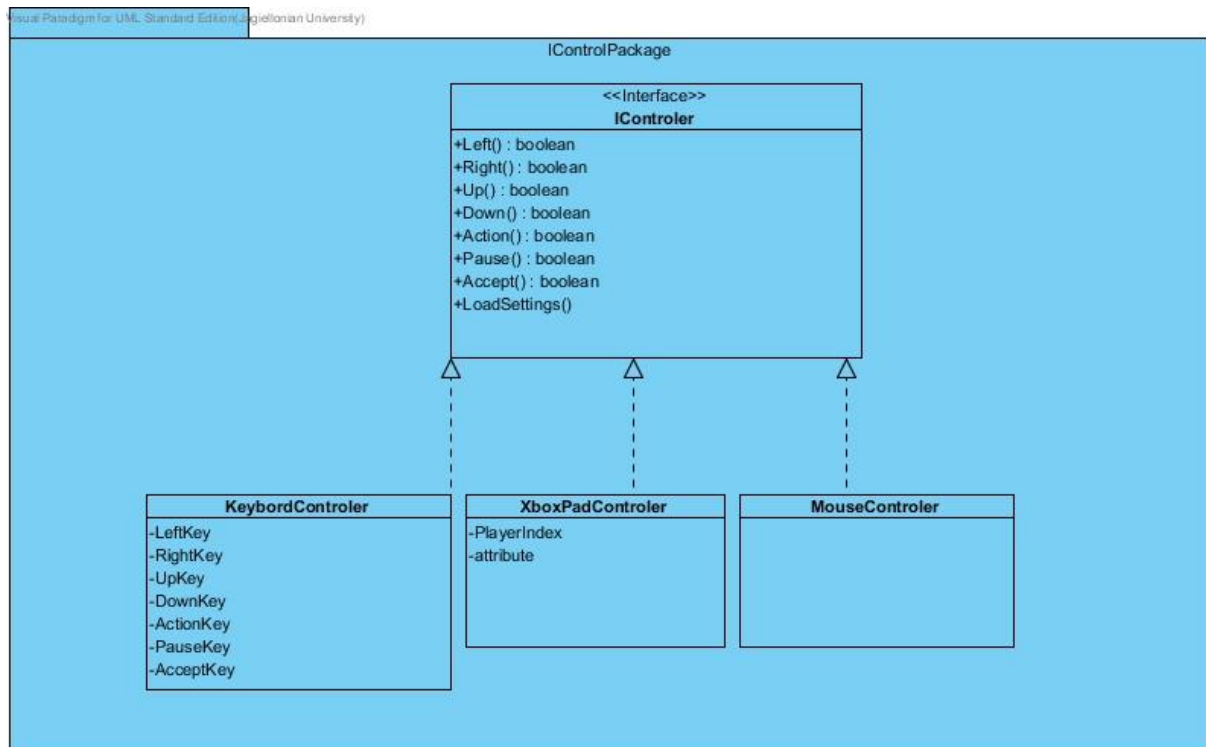 Visual Paradigm for UML Standard Edition(Jagiellonian University)
IControlPackage
<<Interface>>
IControler
+Left() : boolean
+Right() : boolean
+Up() : boolean
+Down() : boolean
+Action() : boolean
+Pause() : boolean
+Accept() : boolean
+LoadSettings()
KeybordControler
-LeftKey
-RightKey
-UpKey
-DownKey
-ActionKey
-PauseKey
-AcceptKey
XboxPadControler
-PlayerIndex
-attribute
MouseControler